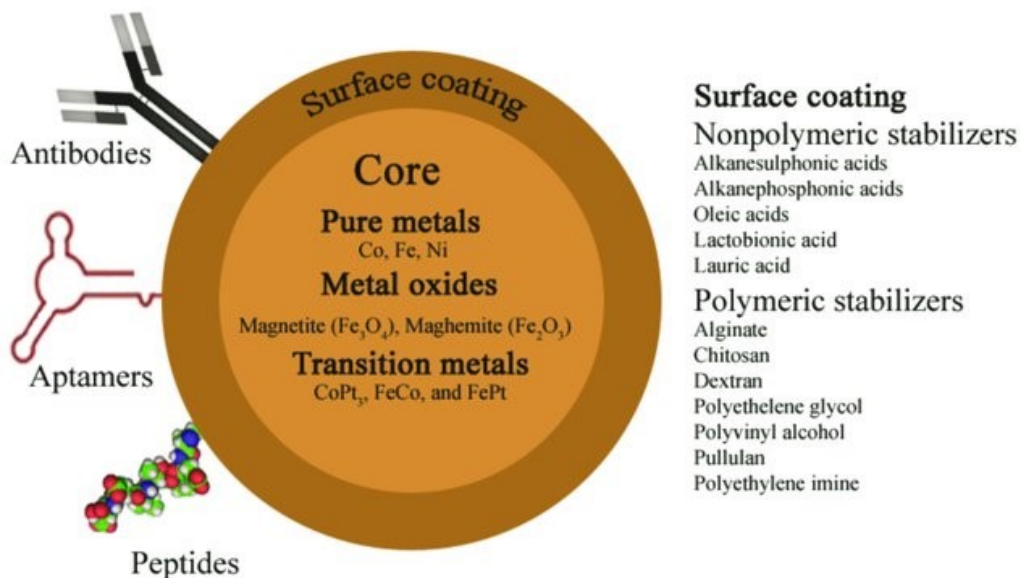 Antibodies
Aptamers
Peptides
Surface coating
Core
Pure metals
Co, Fe, Ni
Metal oxides
Magnetite (Fe₃O₄), Maghemite (Fe₂O₃)
Transition metals
CoPt₃, FeCo, and FePt
Surface coating
Nonpolymeric stabilizers
Alkanesulphonic acids
Alkanephosphonic acids
Oleic acids
Lactobionic acid
Lauric acid
Polymeric stabilizers
Alginate
Chitosan
Dextran
Polyethelene glycol
Polyvinyl alcohol
Pullulan
Polyethylene imine